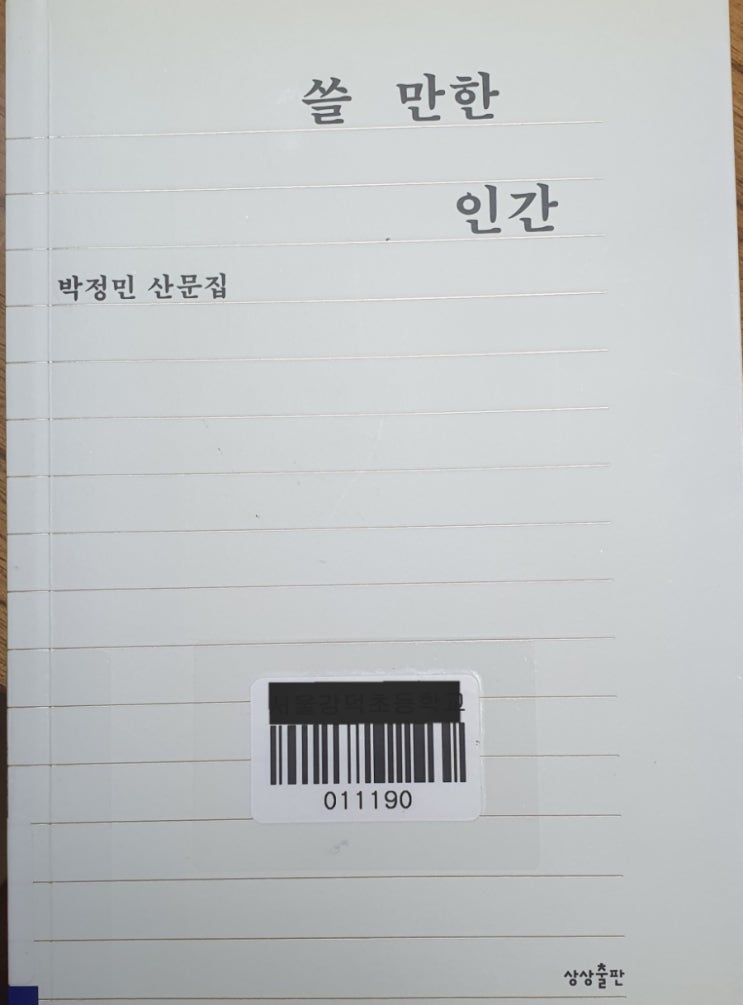 쓸 만한
인간
박정민 산문집
011190
상상출판